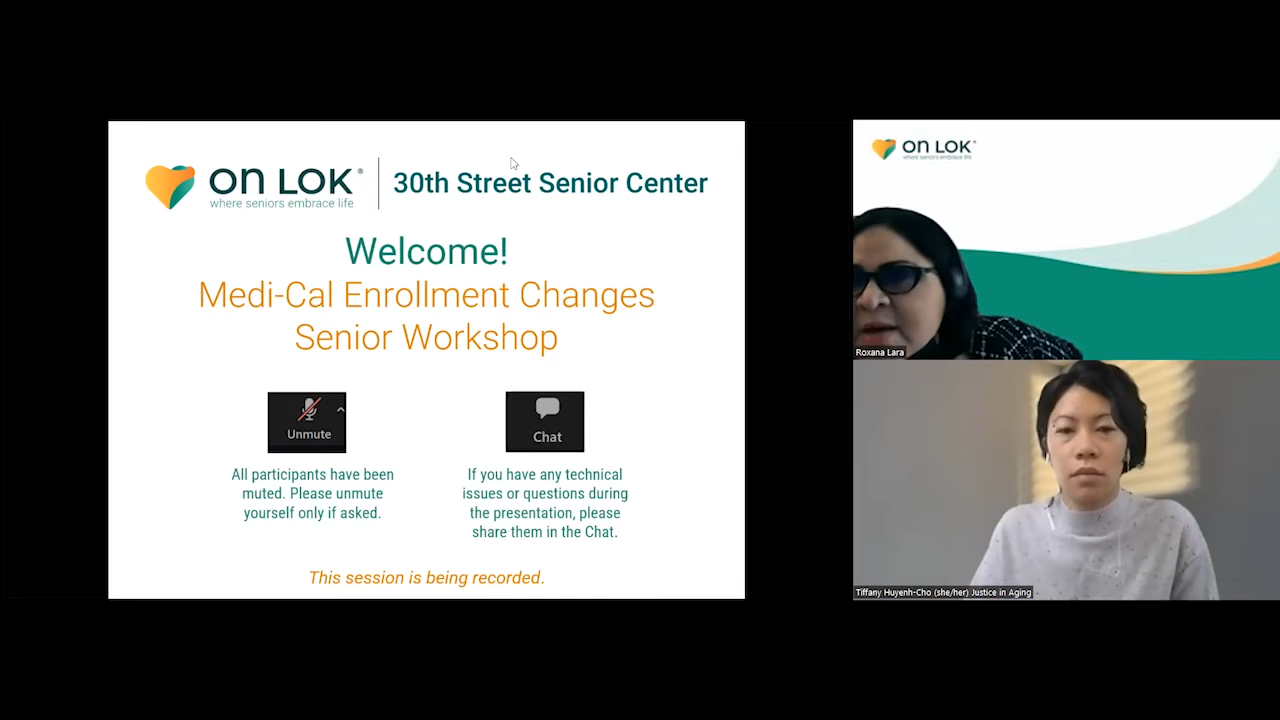 ON LOK®
where seniors embrace life
30th Street Senior Center
Welcome!
Medi-Cal Enrollment Changes
Senior Workshop
Unmute
Chat
All participants have been
muted. Please unmute
yourself only if asked.
If you have any technical
issues or questions during
the presentation, please
share them in the Chat.
This session is being recorded.
ON LOK®
where seniors embrace life
Roxana Lara
Tiffany Huyenh-Cho (she/her) Justice in Aging